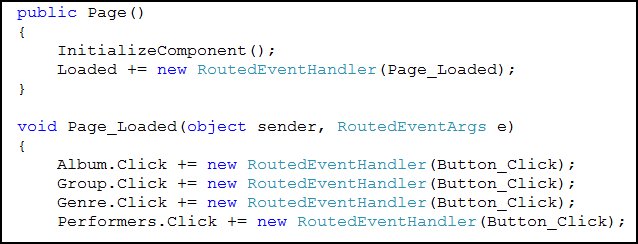 public Page()
{
    InitializeComponent();
    Loaded += new RoutedEventHandler(Page_Loaded);
}

void Page_Loaded(object sender, RoutedEventArgs e)
{
    Album.Click += new RoutedEventHandler(Button_Click);
    Group.Click += new RoutedEventHandler(Button_Click);
    Genre.Click += new RoutedEventHandler(Button_Click);
    Performers.Click += new RoutedEventHandler(Button_Click);